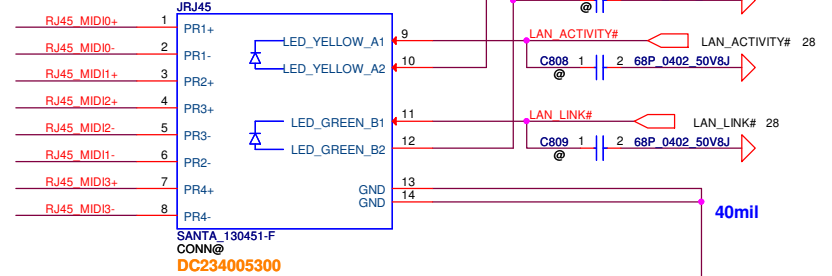 JRJ45
@
RJ45_MIDI0+ 1 PR1+
RJ45_MIDI0- 2 PR1-
RJ45_MIDI1+ 3 PR2+
RJ45_MIDI2+ 4 PR3+
RJ45_MIDI2- 5 PR3-
RJ45_MIDI1- 6 PR2-
RJ45_MIDI3+ 7 PR4+
RJ45_MIDI3- 8 PR4-
LED_YELLOW_A1 9 LAN_ACTIVITY# LAN_ACTIVITY# 28
LED_YELLOW_A2 10
C808 1 2 68P_0402_50V8J
@
LED_GREEN_B1 11 LAN_LINK# LAN_LINK# 28
LED_GREEN_B2 12
C809 1 2 68P_0402_50V8J
@
GND 13
GND 14
40mil
SANTA_130451-F
CONN@
DC234005300